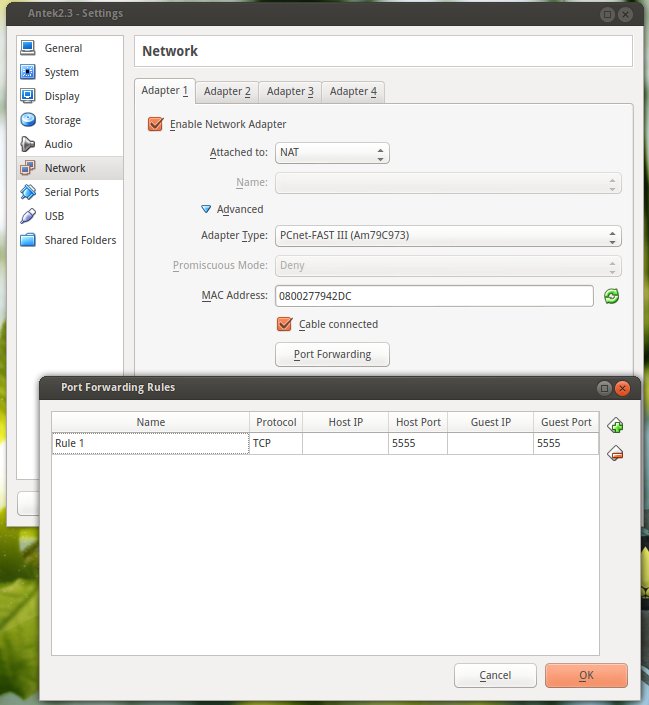 Antek2.3 - Settings
General
System
Display
Storage
Audio
Network
Serial Ports
USB
Shared Folders
Network
Adapter 1 Adapter 2 Adapter 3 Adapter 4
Enable Network Adapter
Attached to: NAT
Name:
Advanced
Adapter Type: PCnet-FAST III (Am79C973)
Promiscuous Mode: Deny
MAC Address: 0800277942DC
Cable connected
Port Forwarding
Port Forwarding Rules
Name Protocol Host IP Host Port Guest IP Guest Port
Rule 1 TCP 5555 5555
Cancel OK